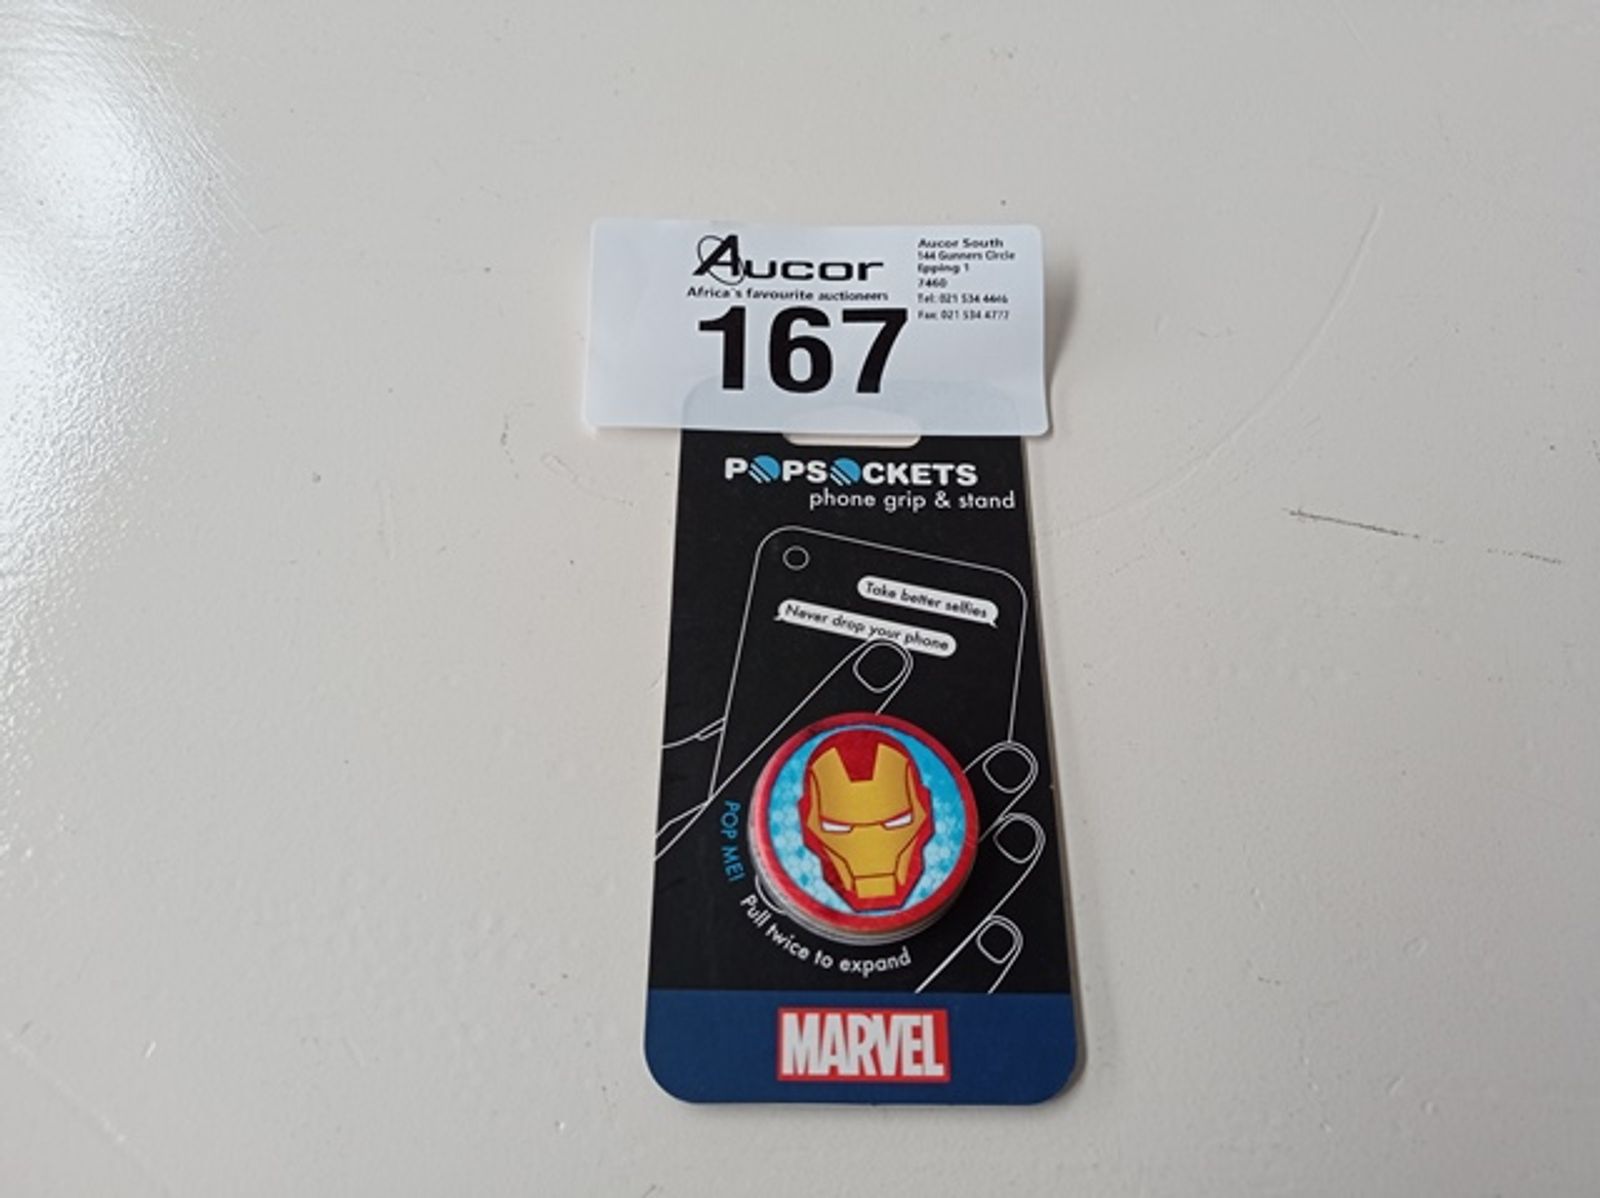 Aucor
Africa's favourite auctioneers
167
Aucor South
144 Gunners Circle
Epping 1
7460
Tel: 021 534 4446
Fax: 021 534 4777
POPSOCKETS
phone grip & stand
Take better selfies
Never drop your phone
POP ME!
Pull twice to expand
MARVEL